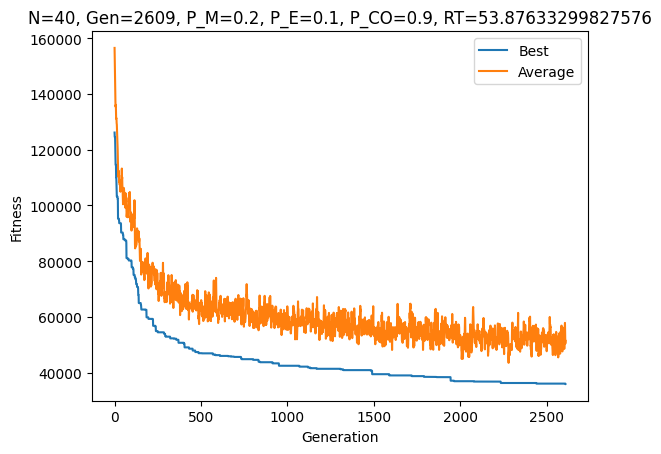 N=40, Gen=2609, P_M=0.2, P_E=0.1, P_CO=0.9, RT=53.87633299827576
Best
Average
160000
140000
120000
100000
80000
60000
40000
Fitness
0 500 1000 1500 2000 2500
Generation